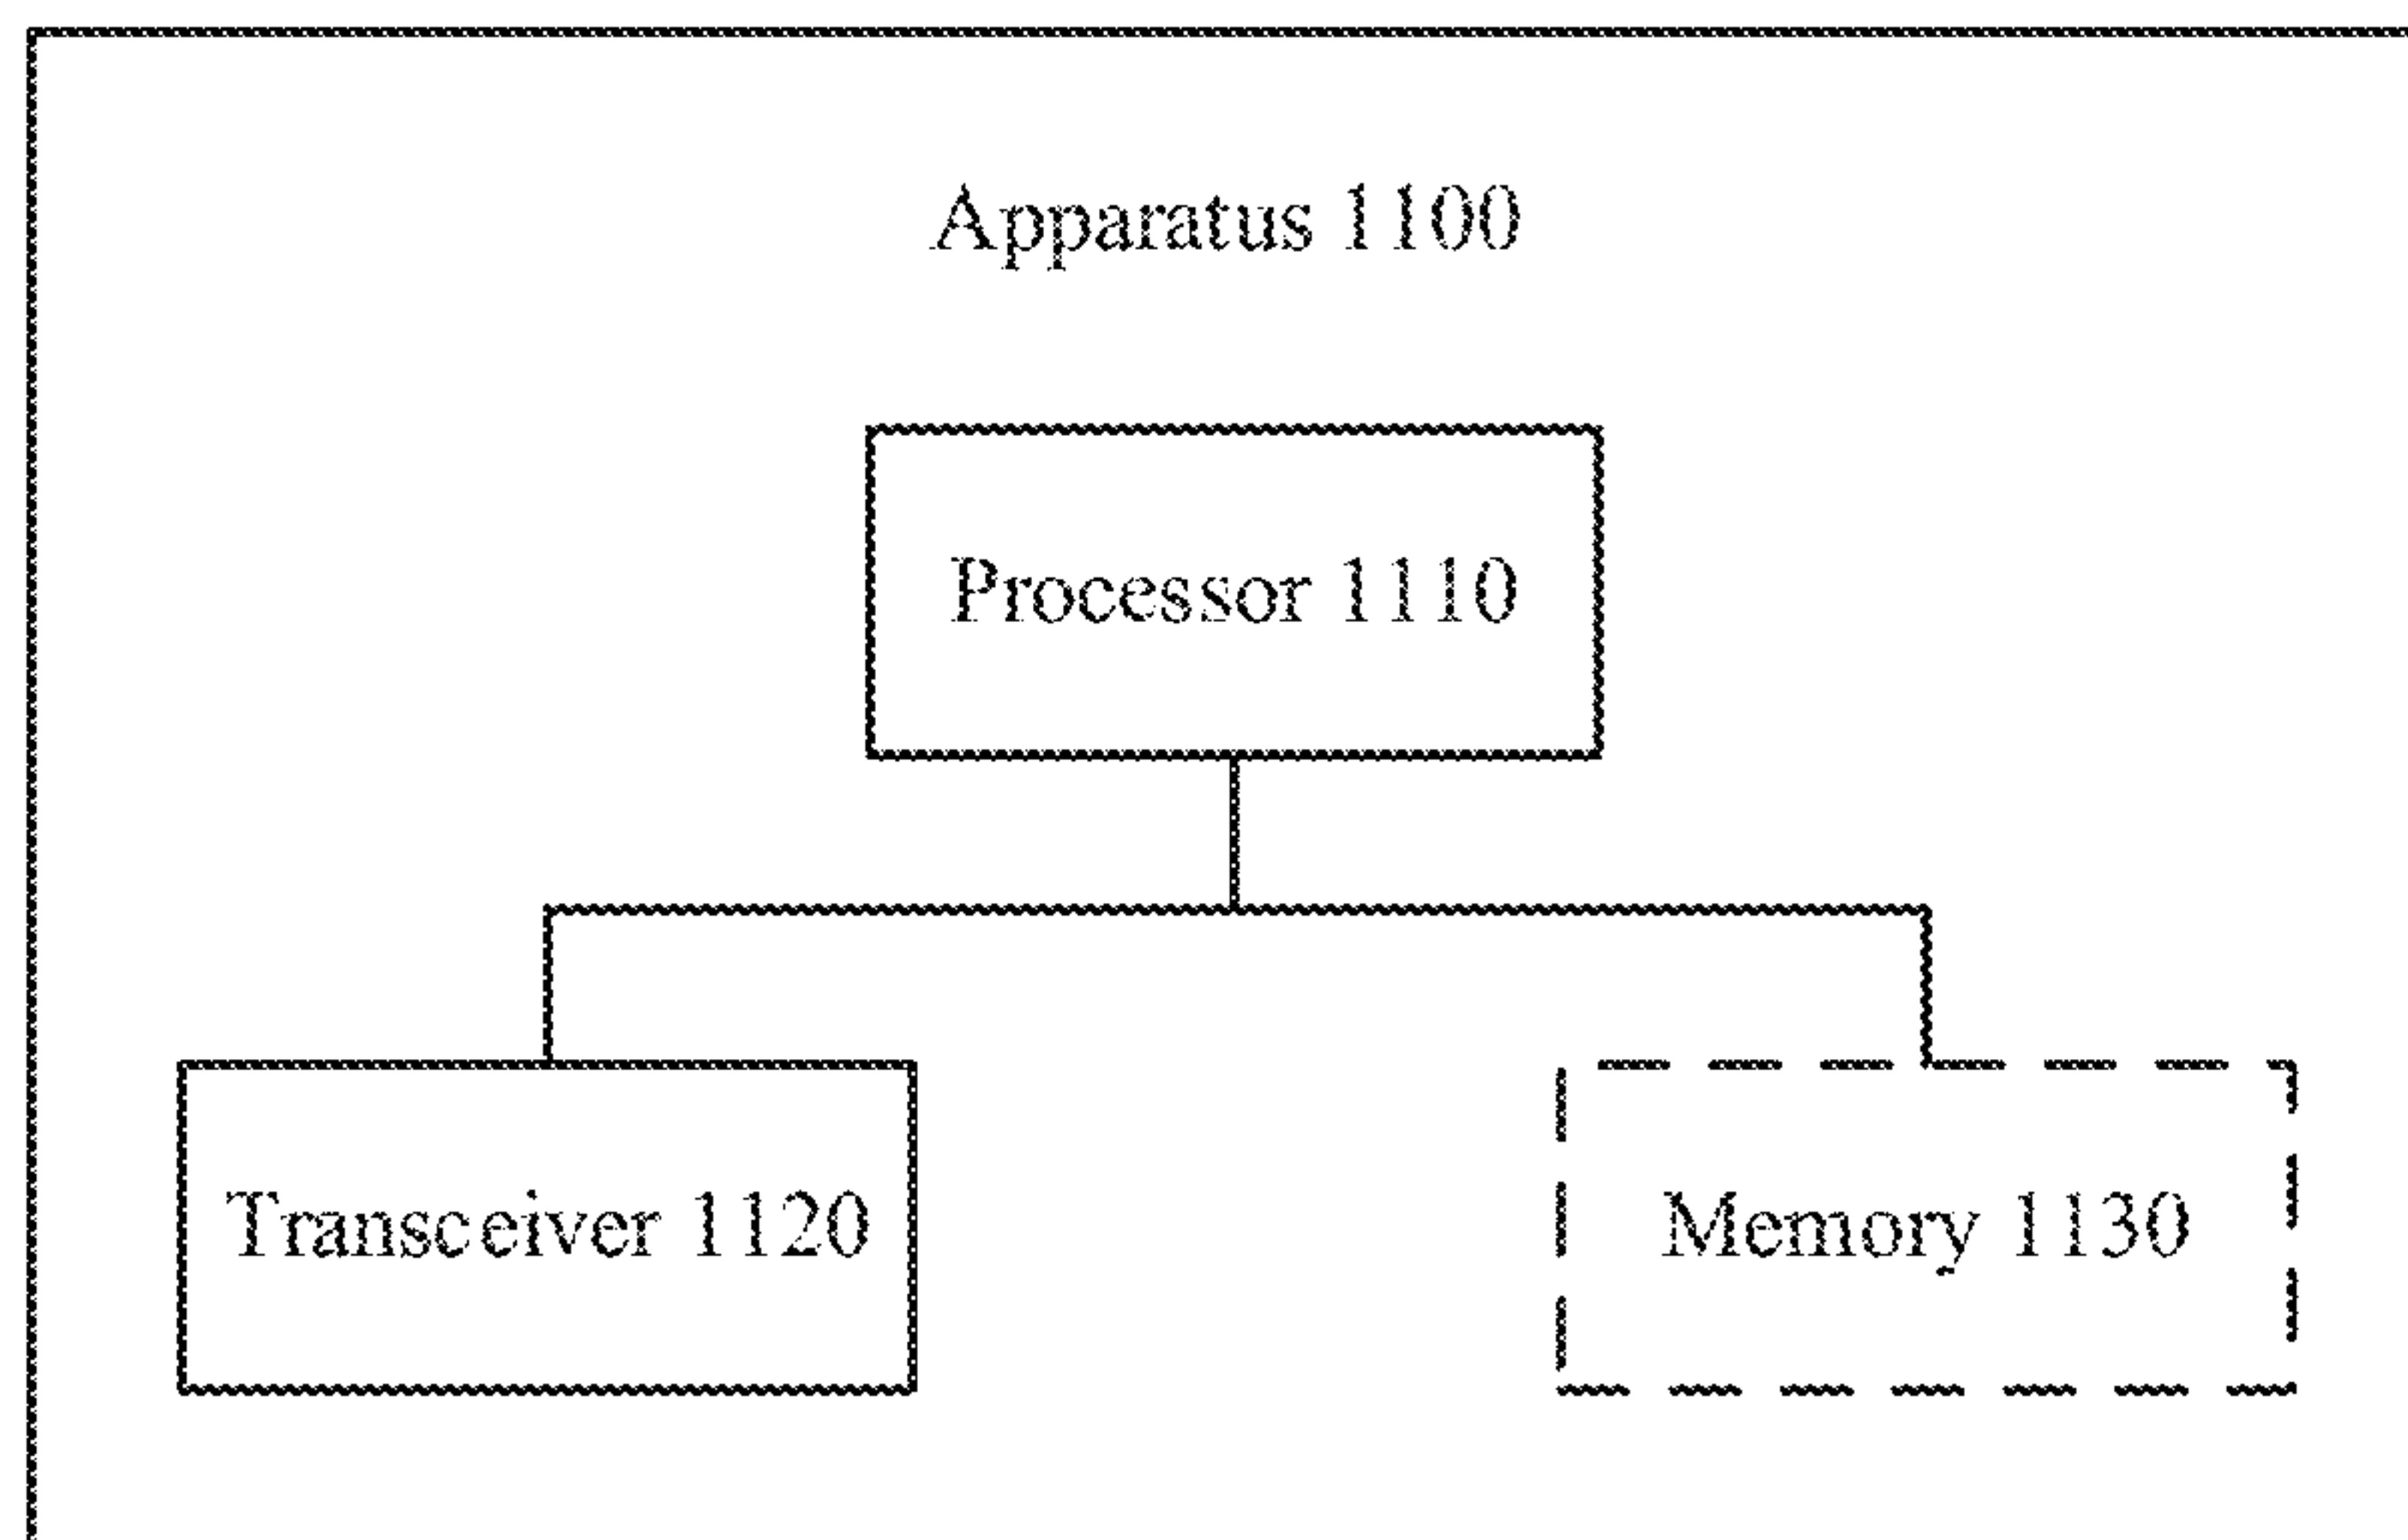 Apparatus 1100
Processor 1110
Transceiver 1120
Memory 1130